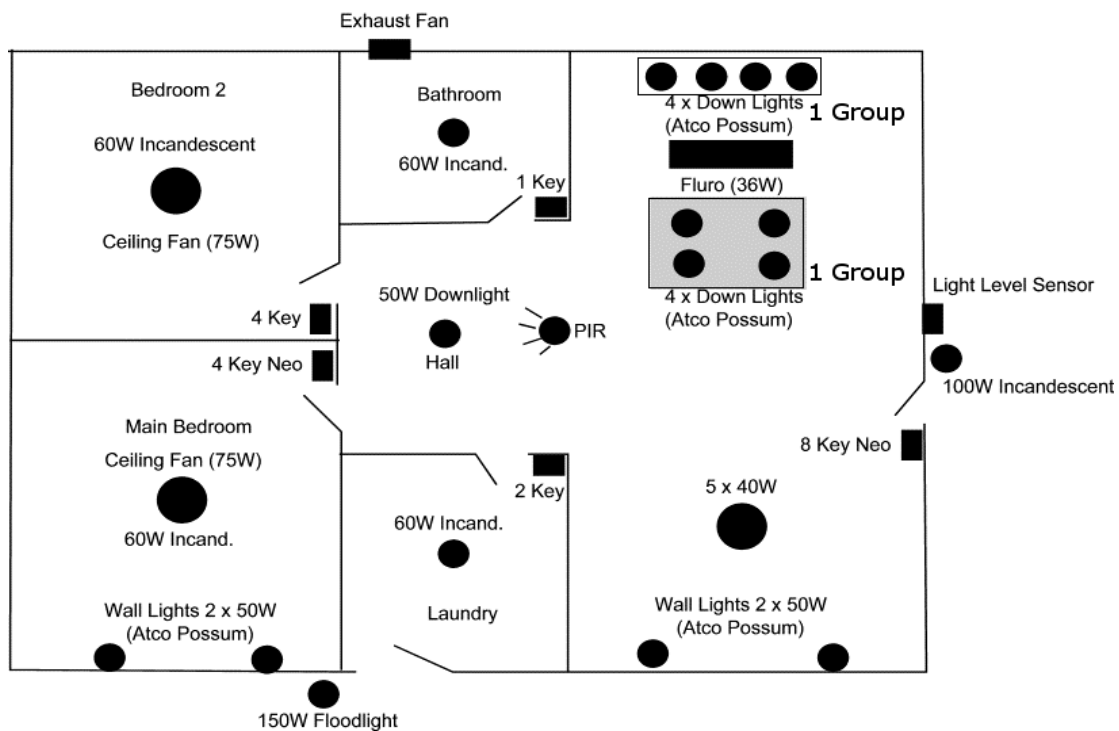 Exhaust Fan
Bedroom 2
60W Incandescent
Ceiling Fan (75W)
Bathroom
60W Incand.
1 Key
4 x Down Lights
(Atco Possum)
1 Group
Fluro (36W)
1 Group
4 x Down Lights
(Atco Possum)
Light Level Sensor
100W Incandescent
50W Downlight
Hall
PIR
4 Key
4 Key Neo
Main Bedroom
Ceiling Fan (75W)
60W Incand.
Wall Lights 2 x 50W
(Atco Possum)
150W Floodlight
2 Key
60W Incand.
Laundry
8 Key Neo
5 x 40W
Wall Lights 2 x 50W
(Atco Possum)